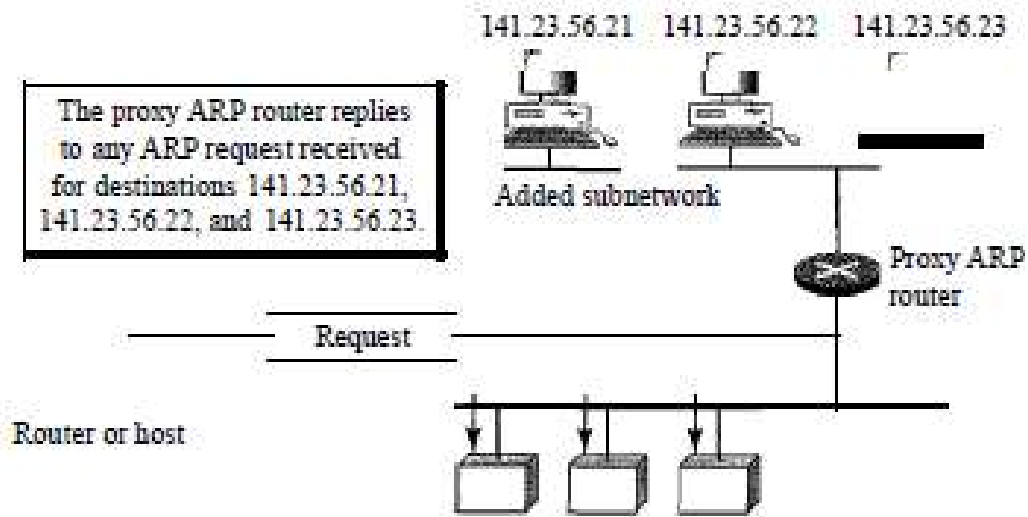 141.23.56.21 141.23.56.22 141.23.56.23
The proxy ARP router replies
to any ARP request received
for destinations 141.23.56.21,
141.23.56.22, and 141.23.56.23.
Added subnetwork
Proxy ARP
router
Request
Router or host